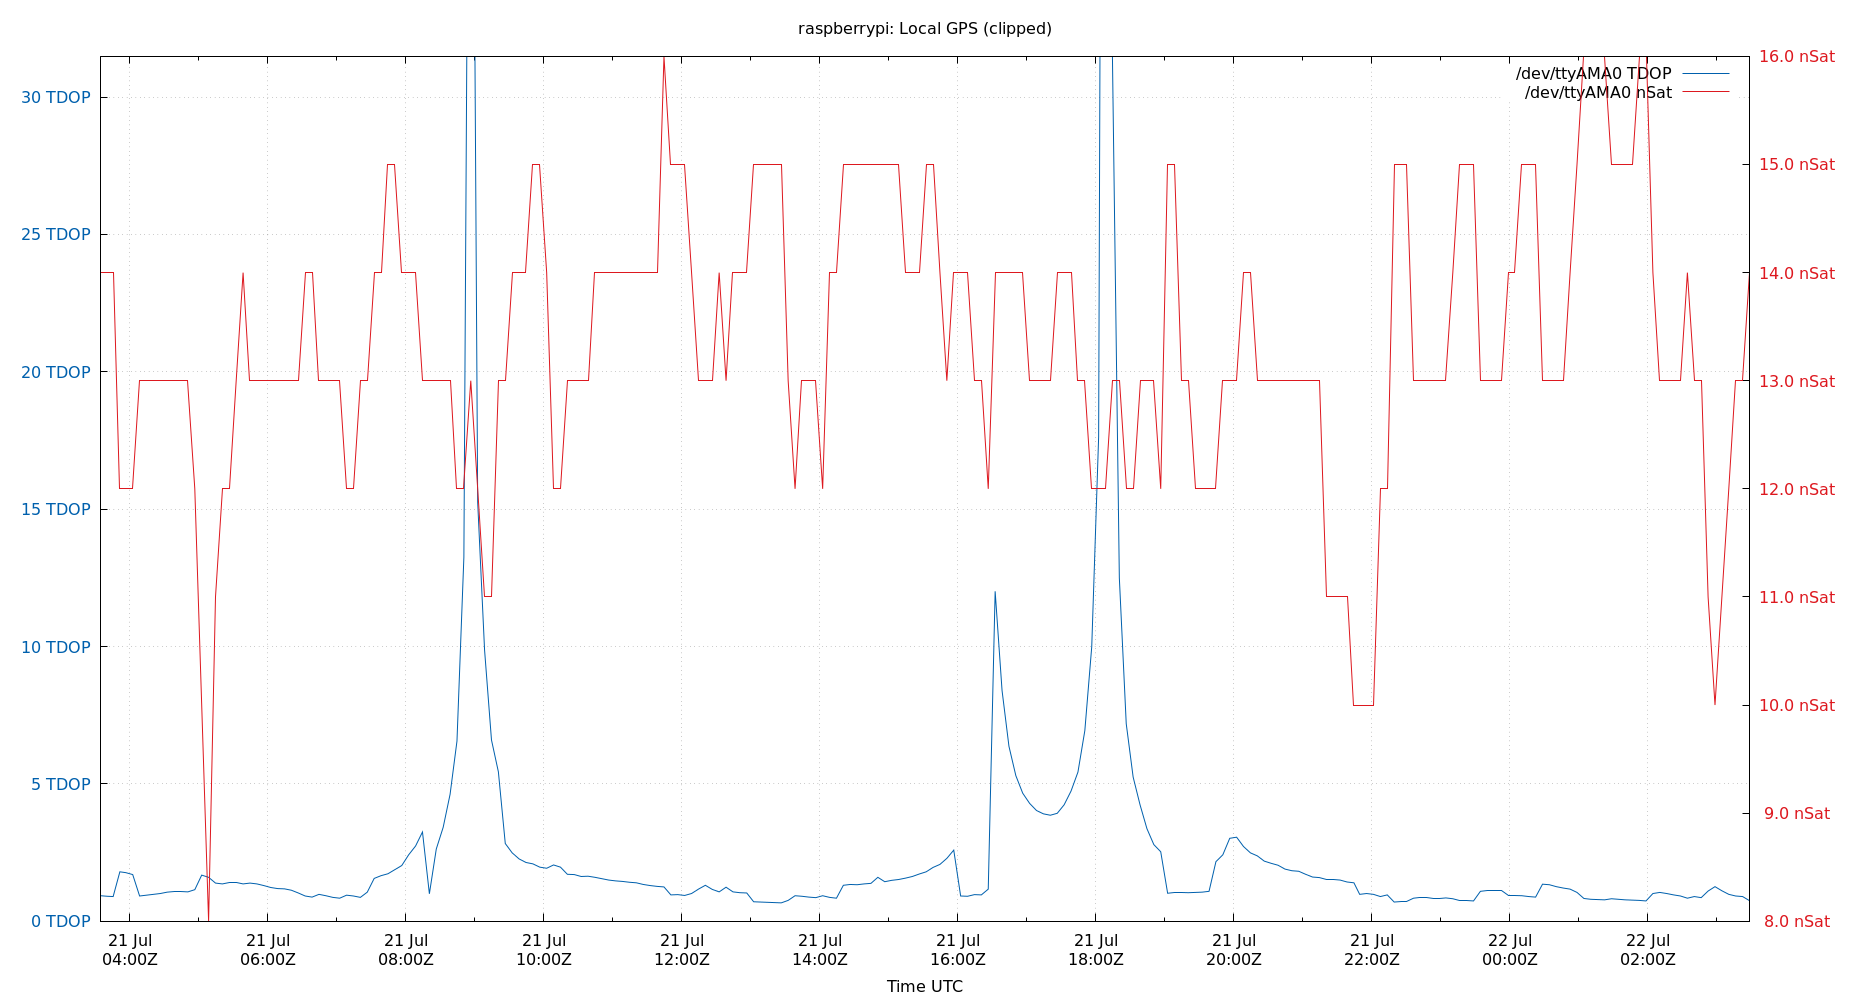 raspberrypi: Local GPS (clipped)
/dev/ttyAMA0 TDOP
/dev/ttyAMA0 nSat
30 TDOP
25 TDOP
20 TDOP
15 TDOP
10 TDOP
5 TDOP
0 TDOP
16.0 nSat
15.0 nSat
14.0 nSat
13.0 nSat
12.0 nSat
11.0 nSat
10.0 nSat
9.0 nSat
8.0 nSat
21 Jul
04:00Z
21 Jul
06:00Z
21 Jul
08:00Z
21 Jul
10:00Z
21 Jul
12:00Z
21 Jul
14:00Z
21 Jul
16:00Z
21 Jul
18:00Z
21 Jul
20:00Z
21 Jul
22:00Z
22 Jul
00:00Z
22 Jul
02:00Z
Time UTC